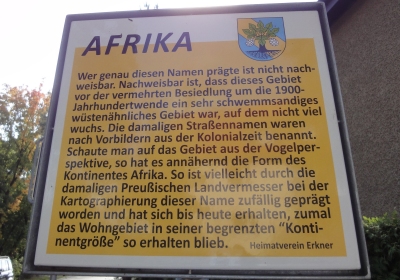 AFRIKA
Wer genau diesen Namen prägte ist nicht nach-
weisbar. Nachweisbar ist, dass dieses Gebiet
vor der vermehrten Besiedlung um die 1900-
Jahrhundertwende ein sehr schwemmsandiges
wüstenähnliches Gebiet war, auf dem nicht viel
wuchs. Die damaligen Straßennamen waren
nach Vorbildern aus der Kolonialzeit benannt.
Schaute man auf das Gebiet aus der Vogelper-
spektive, so hat es annähernd die Form des
Kontinentes Afrika. So ist vielleicht durch die
damaligen Preußischen Landvermesser bei der
Kartographierung dieser Name zufällig geprägt
worden und hat sich bis heute erhalten, zumal
das Wohngebiet in seiner begrenzten "Konti-
nentgröße" so erhalten blieb.
Heimatverein Erkner